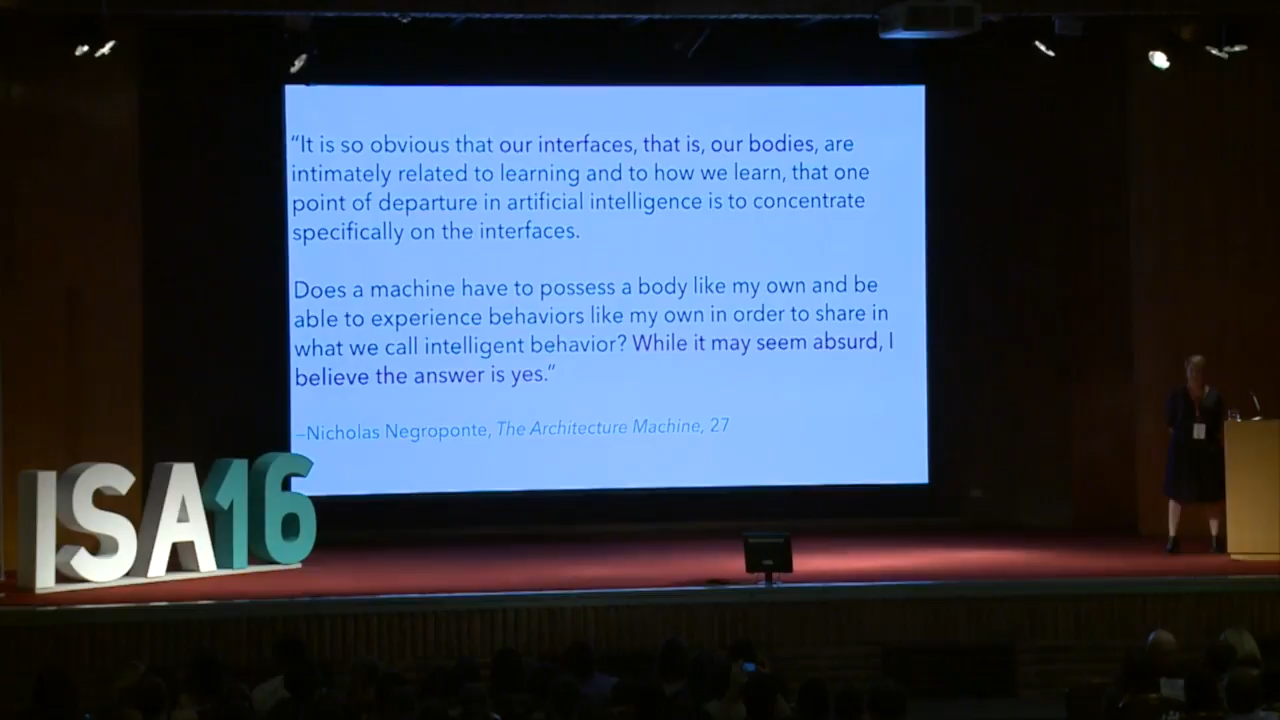 “It is so obvious that our interfaces, that is, our bodies, are
intimately related to learning and to how we learn, that one
point of departure in artificial intelligence is to concentrate
specifically on the interfaces.
Does a machine have to possess a body like my own and be
able to experience behaviors like my own in order to share in
what we call intelligent behavior? While it may seem absurd, I
believe the answer is yes.”
–Nicholas Negroponte, The Architecture Machine, 27
ISA16